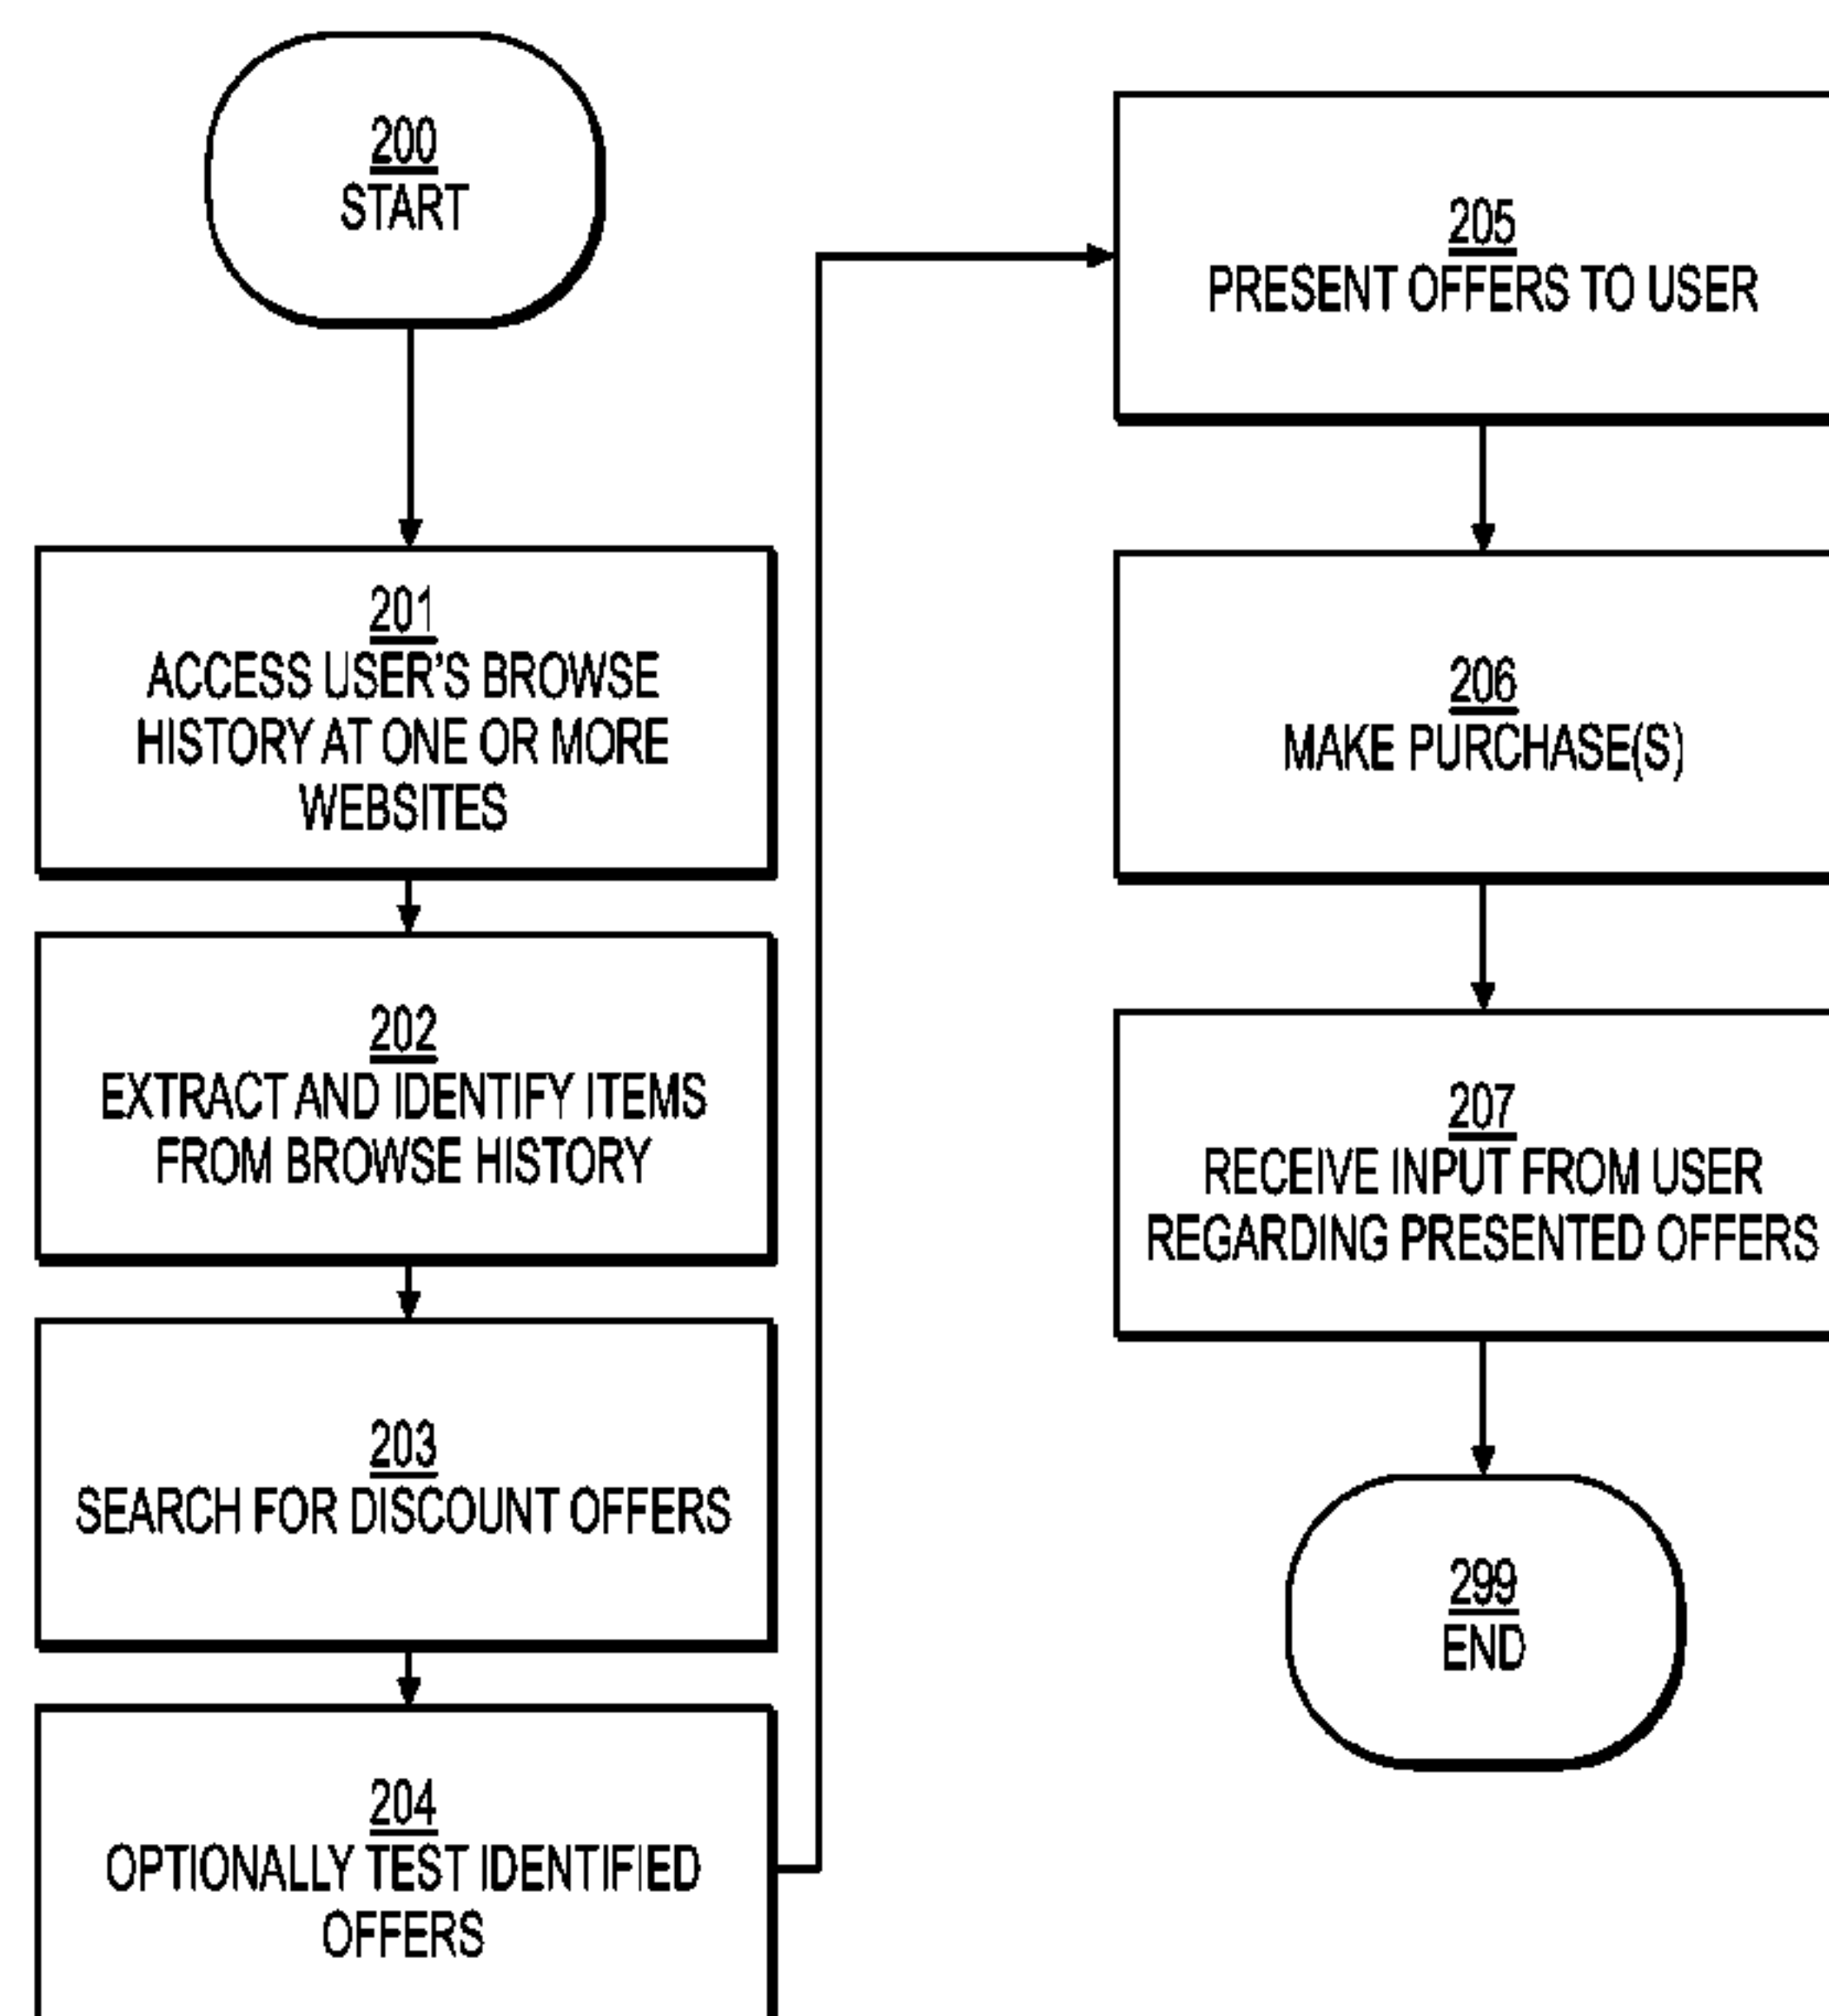 200
START
201
ACCESS USER'S BROWSE
HISTORY AT ONE OR MORE
WEBSITES
202
EXTRACT AND IDENTIFY ITEMS
FROM BROWSE HISTORY
203
SEARCH FOR DISCOUNT OFFERS
204
OPTIONALLY TEST IDENTIFIED
OFFERS
205
PRESENT OFFERS TO USER
206
MAKE PURCHASE(S)
207
RECEIVE INPUT FROM USER
REGARDING PRESENTED OFFERS
299
END